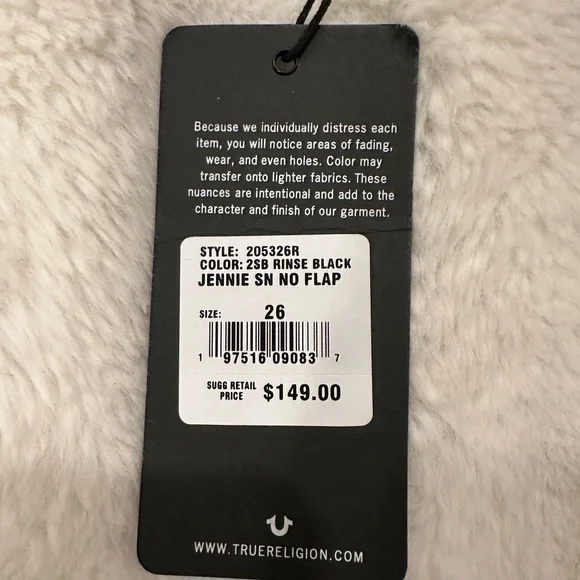 Because we individually distress each
item, you will notice areas of fading,
wear, and even holes. Color may
transfer onto lighter fabrics. These
nuances are intentional and add to the
character and finish of our garment.
STYLE: 205326R
COLOR: 2SB RINSE BLACK
JENNIE SN NO FLAP
SIZE: 26
1 97516 09083 7
SUGG RETAIL
PRICE $149.00
WWW.TRUERELIGION.COM